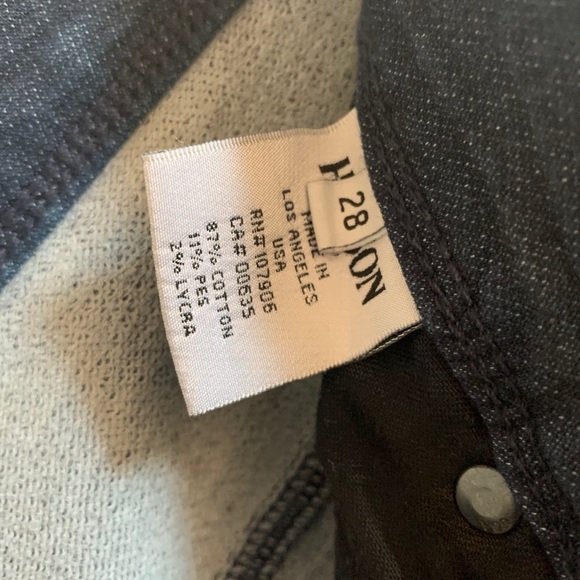 28
MADE IN
LOS ANGELES
USA
RN# 107906
CA# 00635
87% COTTON
11% PES
2% LYCRA